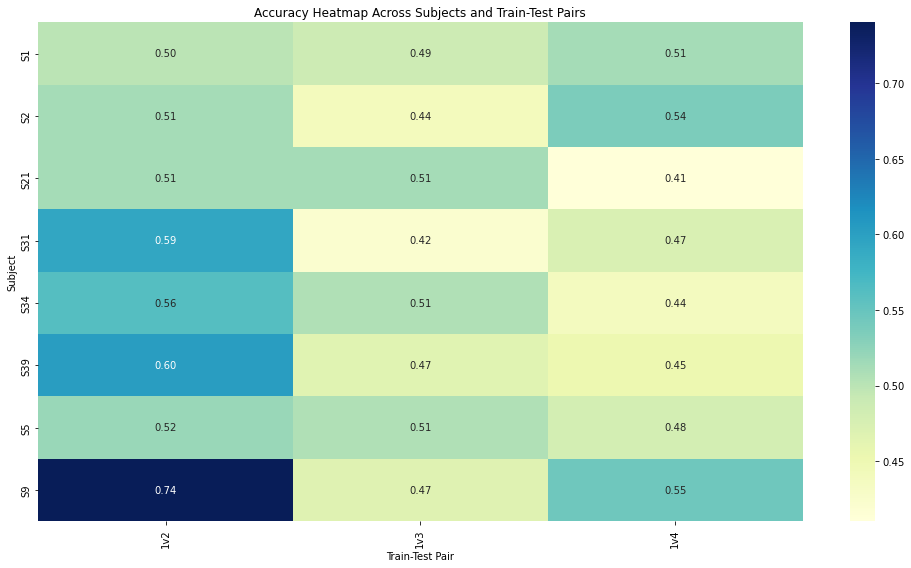 Accuracy Heatmap Across Subjects and Train-Test Pairs
Subject
S1 0.50 0.49 0.51
S2 0.51 0.44 0.54
S21 0.51 0.51 0.41
S31 0.59 0.42 0.47
S34 0.56 0.51 0.44
S39 0.60 0.47 0.45
S5 0.52 0.51 0.48
S9 0.74 0.47 0.55
1v2 1v3 1v4
Train-Test Pair
0.70
0.65
0.60
0.55
0.50
0.45